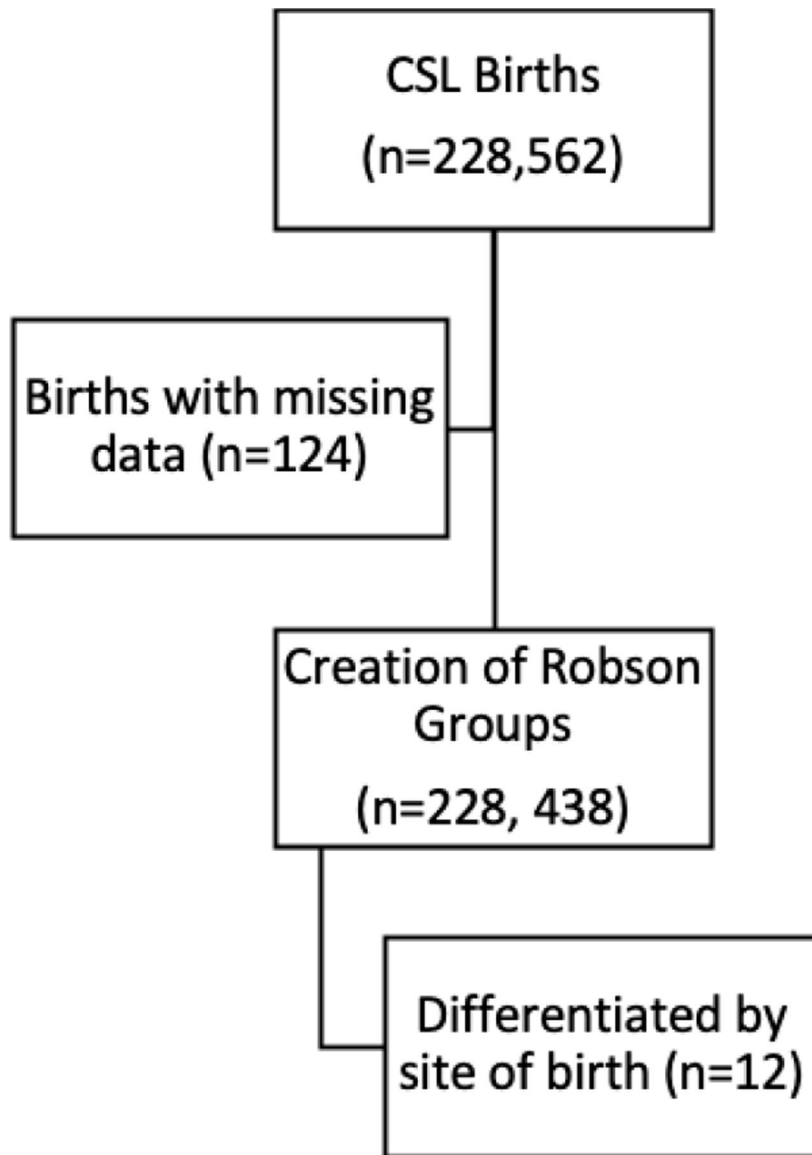 CSL Births
(n=228,562)
Births with missing
data (n=124)
Creation of Robson
Groups
(n=228, 438)
Differentiated by
site of birth (n=12)